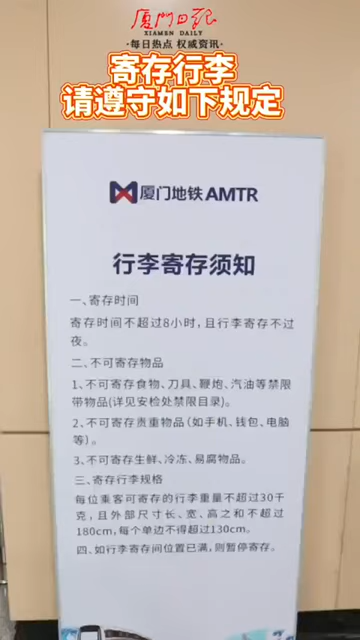 厦门日报
XIAMEN DAILY
·每日热点 权威资讯·
寄存行李
请遵守如下规定
厦门地铁AMTR
行李寄存须知
一、寄存时间
寄存时间不超过8小时，且行李寄存不过
夜。
二、不可寄存物品
1、不可寄存食物、刀具、鞭炮、汽油等禁限
带物品(详见安检处禁限目录)。
2、不可寄存贵重物品（如手机、钱包、电脑
等）。
3、不可寄存生鲜、冷冻、易腐物品。
三、寄存行李规格
每位乘客可寄存的行李重量不超过30千
克，且外部尺寸长、宽、高之和不超过
180cm，每个单边不得超过130cm。
四、如行李寄存间位置已满，则暂停寄存。